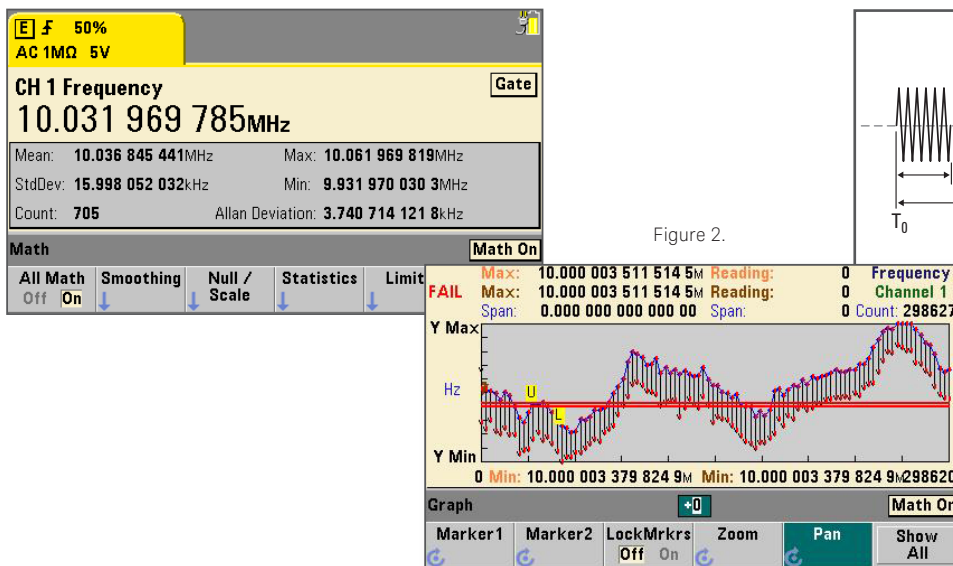 E 50%
AC 1MΩ 5V
CH 1 Frequency
Gate
10.031 969 785MHz
Mean: 10.036 845 441MHz Max: 10.061 969 819MHz
StdDev: 15.998 052 032kHz Min: 9.931 970 030 3MHz
Count: 705 Allan Deviation: 3.740 714 121 8kHz
Math Math On
All Math Off On Smoothing Null / Scale Statistics Limit
T0
Figure 2.
Max: 10.000 003 511 514 5M Reading: 0 Frequency
FAIL Max: 10.000 003 511 514 5M Reading: 0 Channel 1
Span: 0.000 000 000 000 00 Span: 0 Count: 298627
Y Max
Hz
U
L
Y Min
0 Min: 10.000 003 379 824 9M Min: 10.000 003 379 824 9M 298620
Graph +0 Math On
Marker1 Marker2 LockMrkrs Off On Zoom Pan Show All